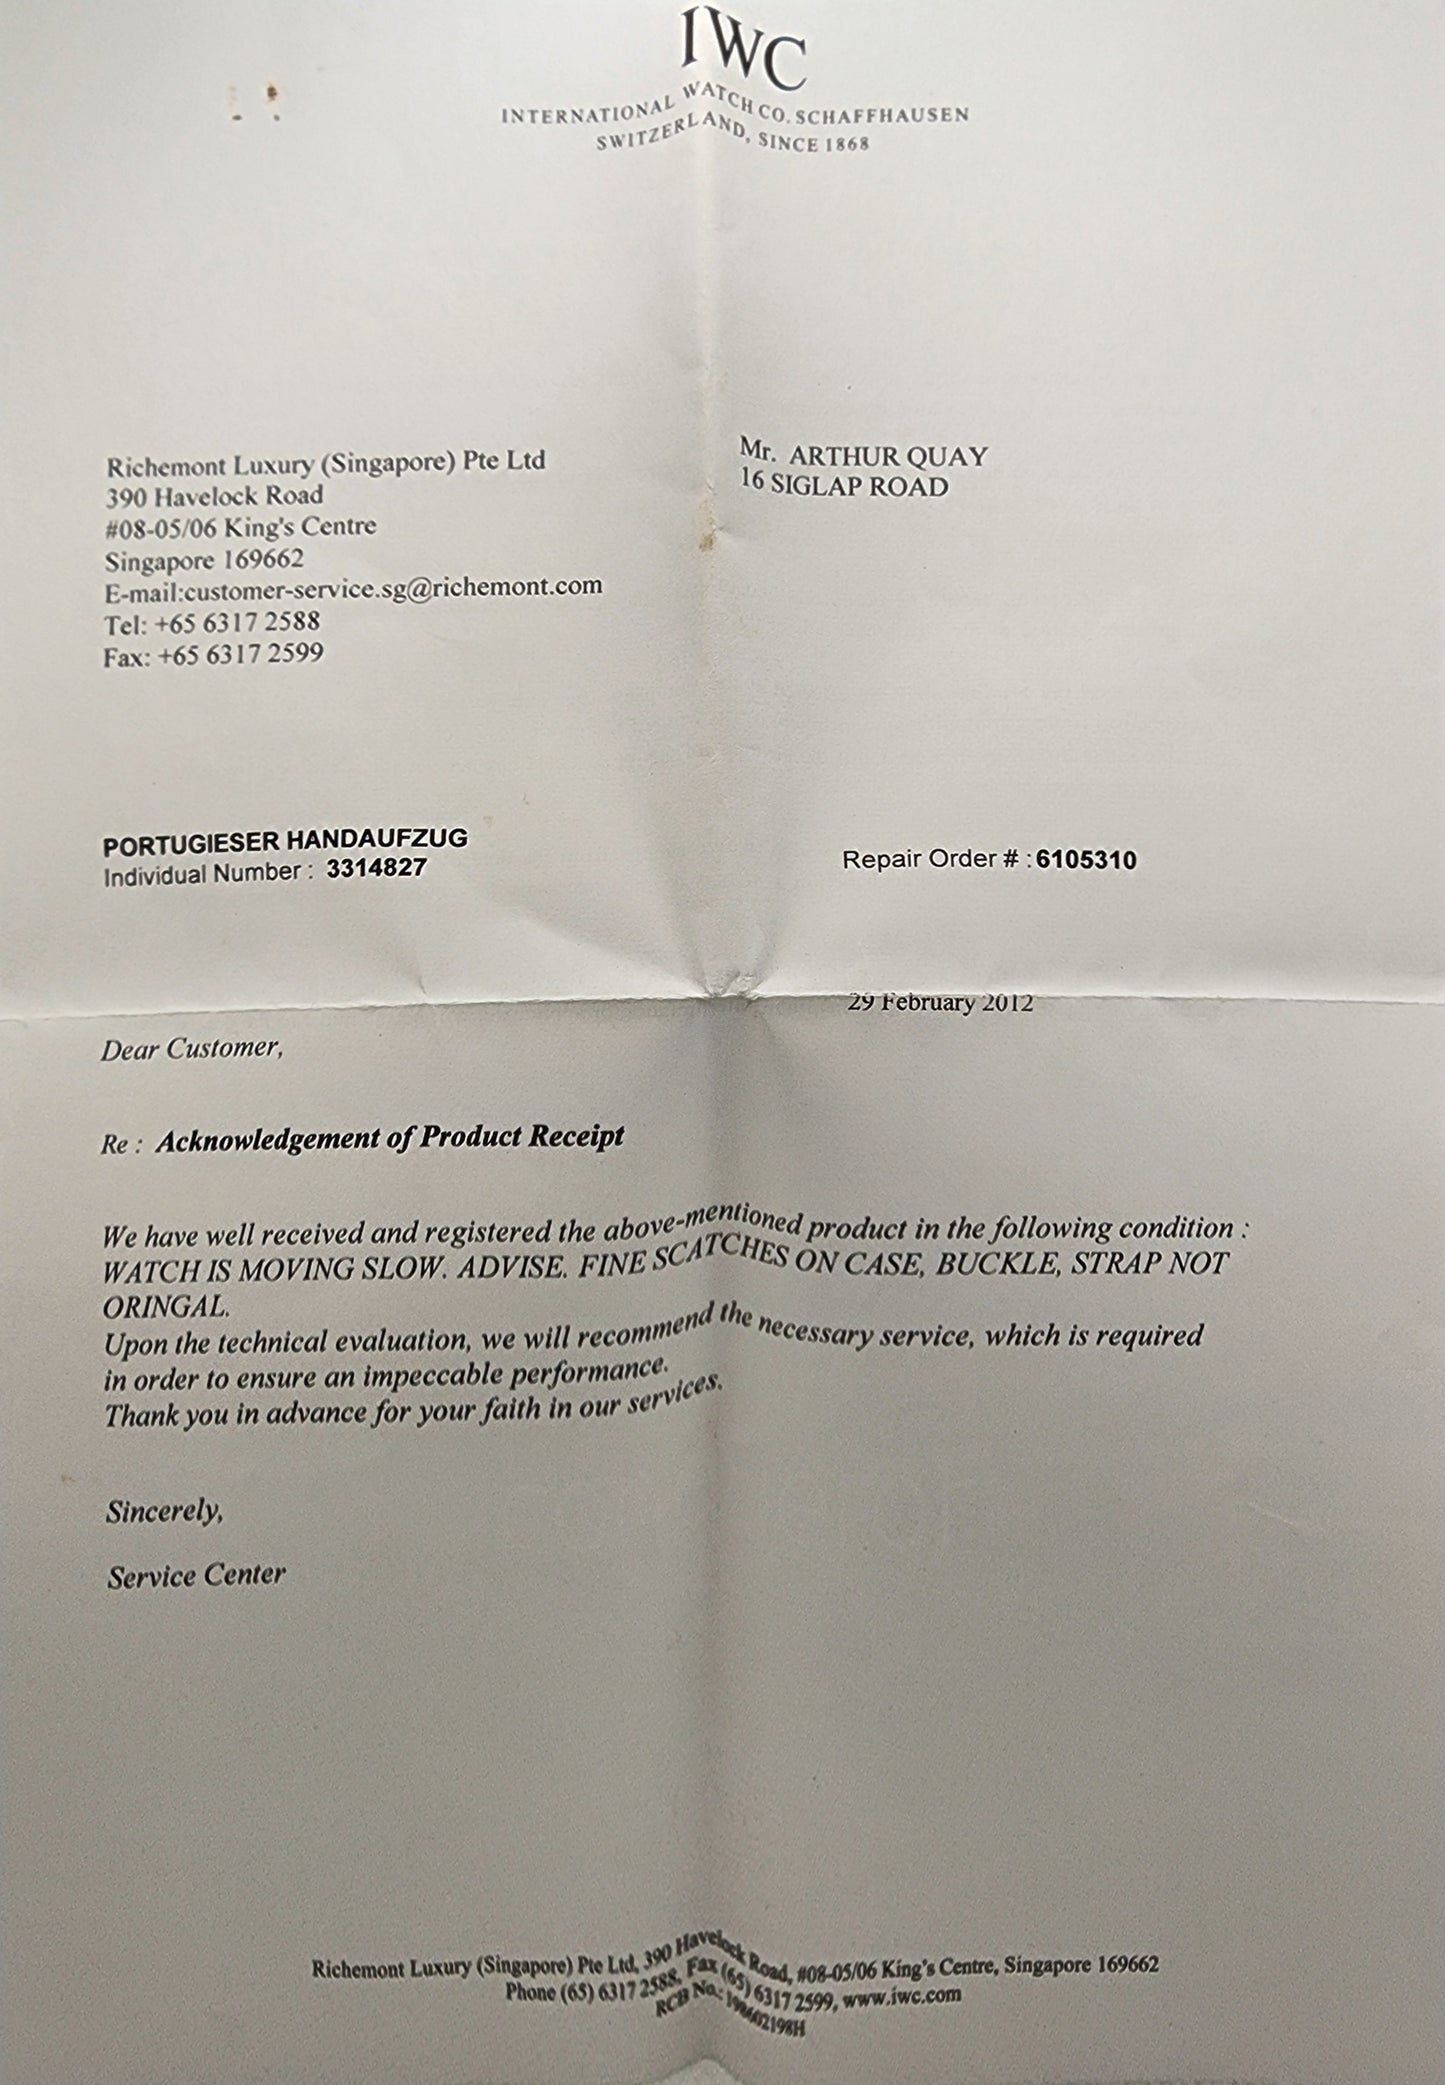 IWC
INTERNATIONAL WATCH CO. SCHAFFHAUSEN
SWITZERLAND, SINCE 1868
Richemont Luxury (Singapore) Pte Ltd
390 Havelock Road
#08-05/06 King's Centre
Singapore 169662
E-mail:customer-service.sg@richemont.com
Tel: +65 6317 2588
Fax: +65 6317 2599
Mr. ARTHUR QUAY
16 SIGLAP ROAD
PORTUGIESER HANDAUFZUG
Individual Number : 3314827
Repair Order # : 6105310
29 February 2012
Dear Customer,
Re : Acknowledgement of Product Receipt
We have well received and registered the above-mentioned product in the following condition :
WATCH IS MOVING SLOW. ADVISE. FINE SCATCHES ON CASE, BUCKLE, STRAP NOT
ORINGAL.
Upon the technical evaluation, we will recommend the necessary service, which is required
in order to ensure an impeccable performance.
Thank you in advance for your faith in our services.
Sincerely,
Service Center
Richemont Luxury (Singapore) Pte Ltd, 390 Havelock Road, #08-05/06 King's Centre, Singapore 169662
Phone (65) 6317 2588, Fax (65) 6317 2599, www.iwc.com
RCB No.: